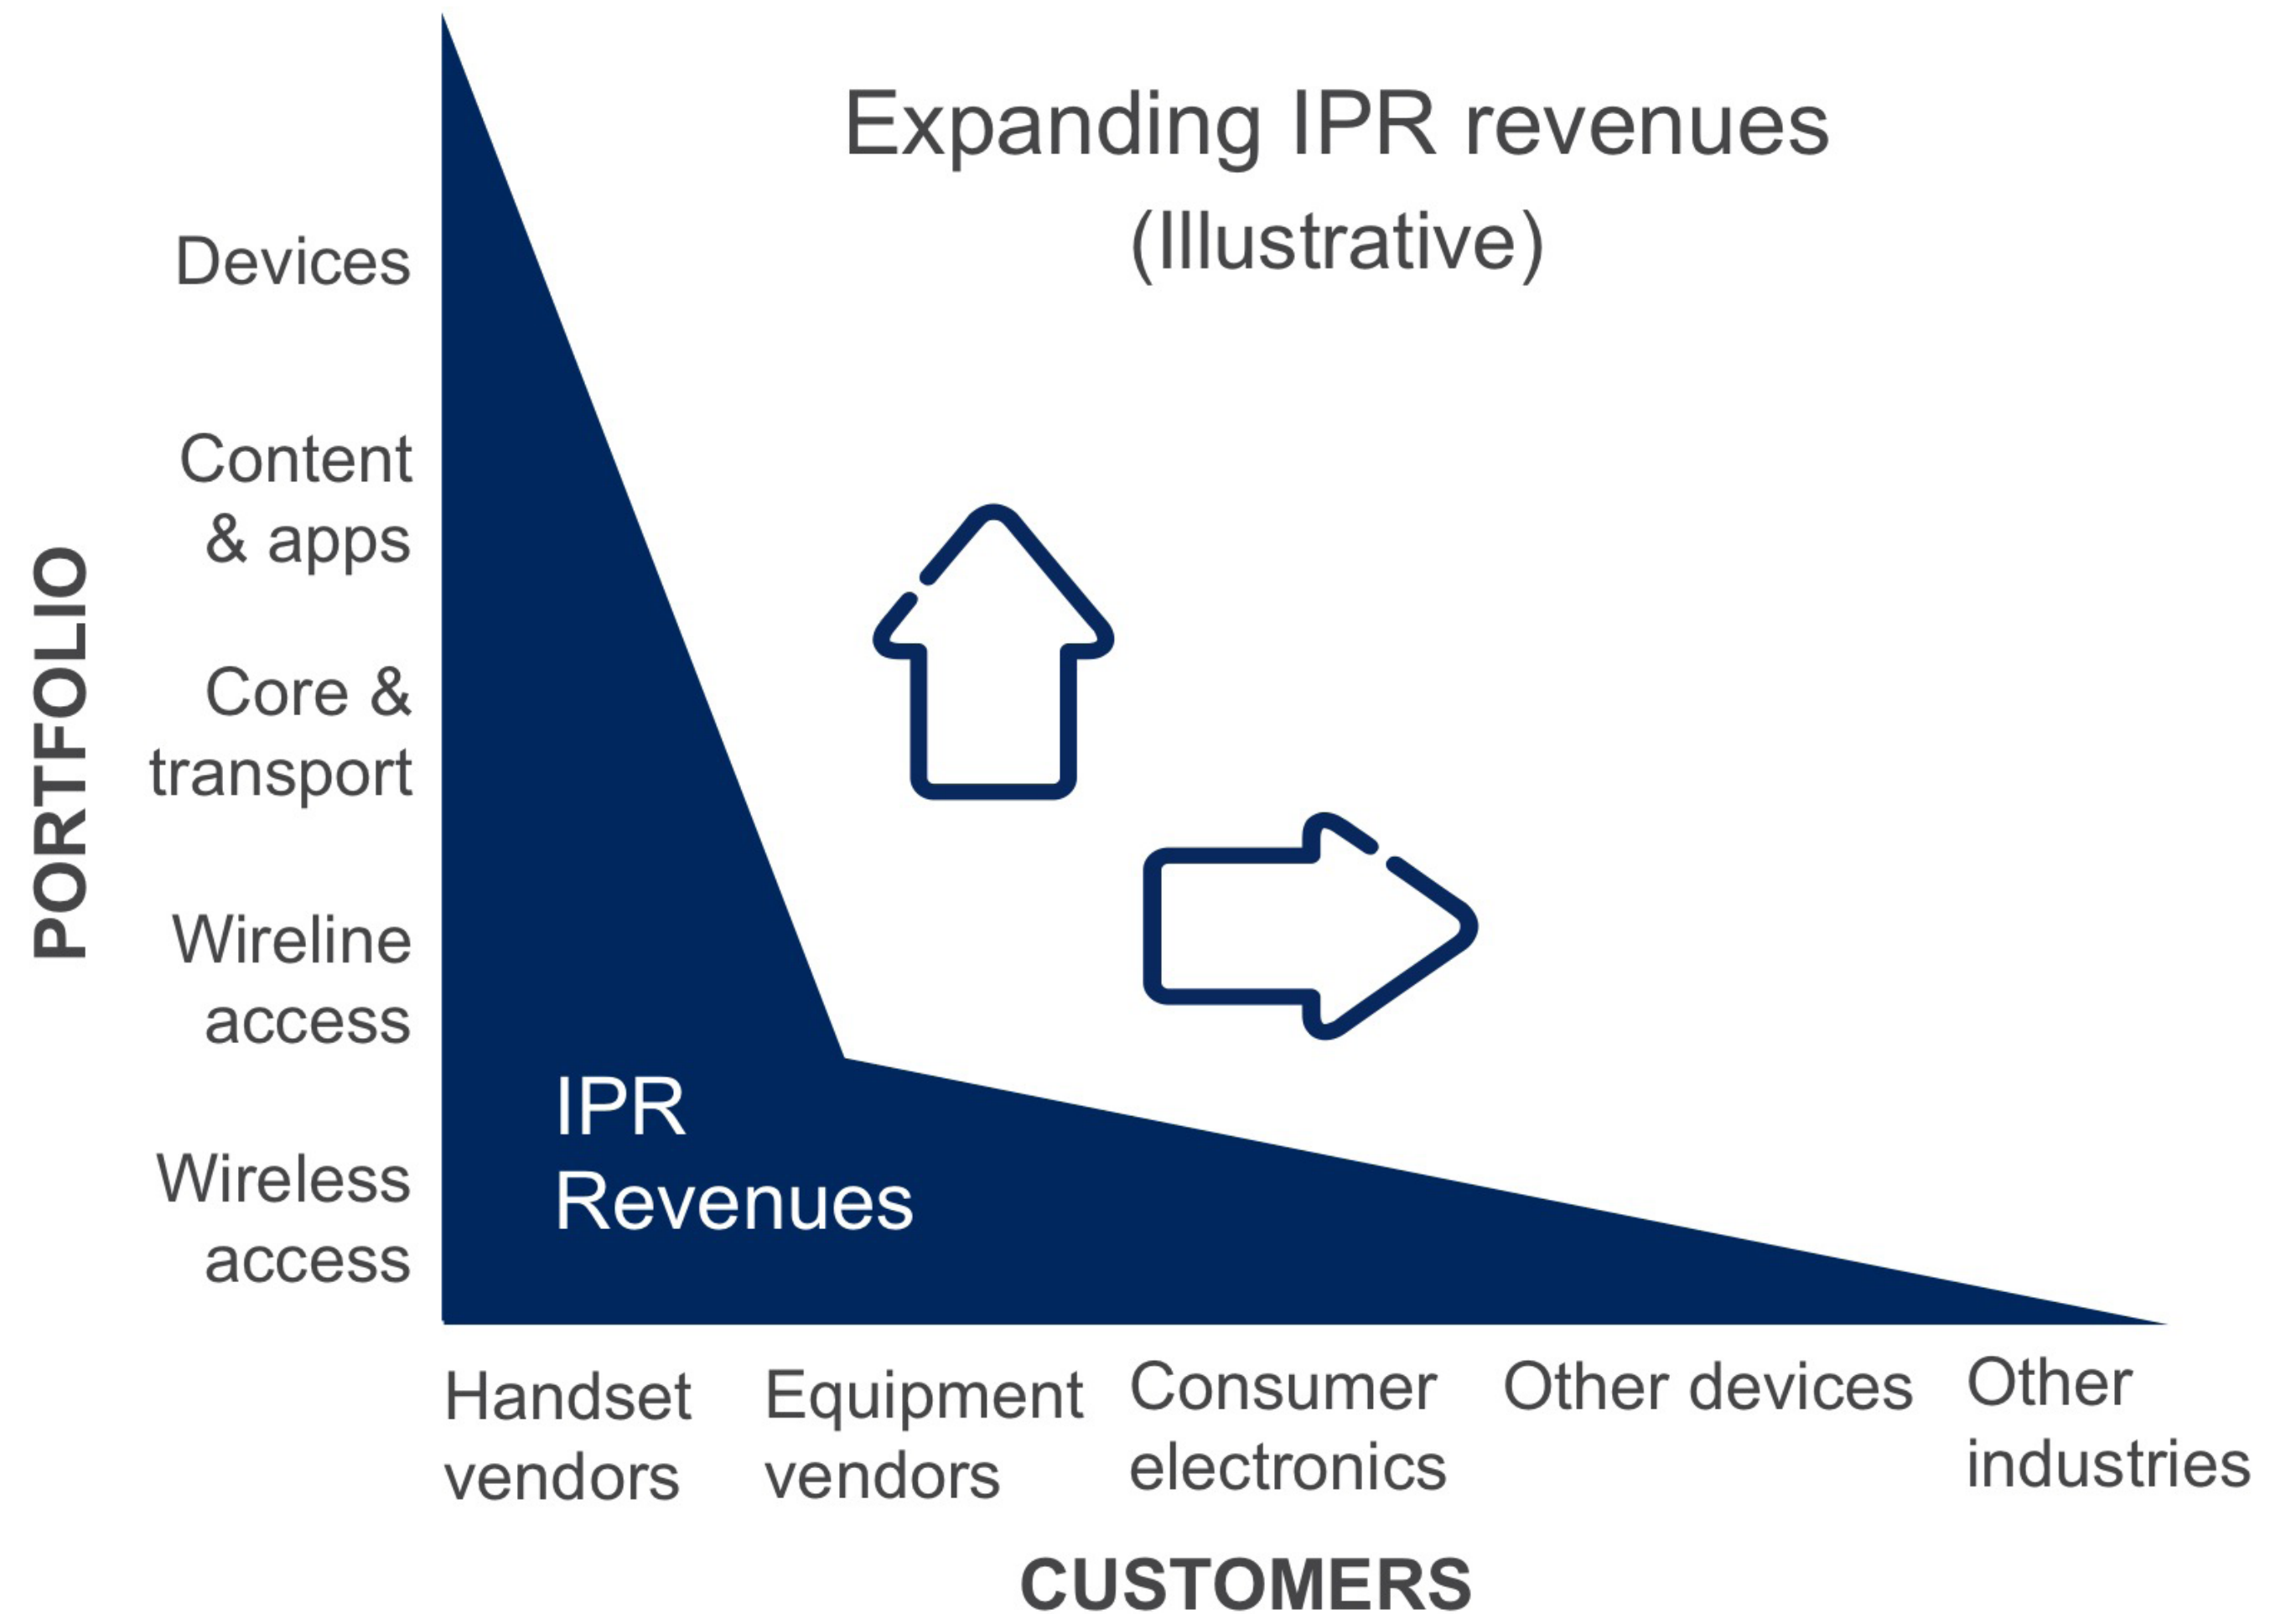 Expanding IPR revenues
(Illustrative)
PORTFOLIO
Devices
Content
& apps
Core &
transport
Wireline
access
Wireless
access
IPR
Revenues
Handset
vendors
Equipment
vendors
Consumer
electronics
Other devices
Other
industries
CUSTOMERS